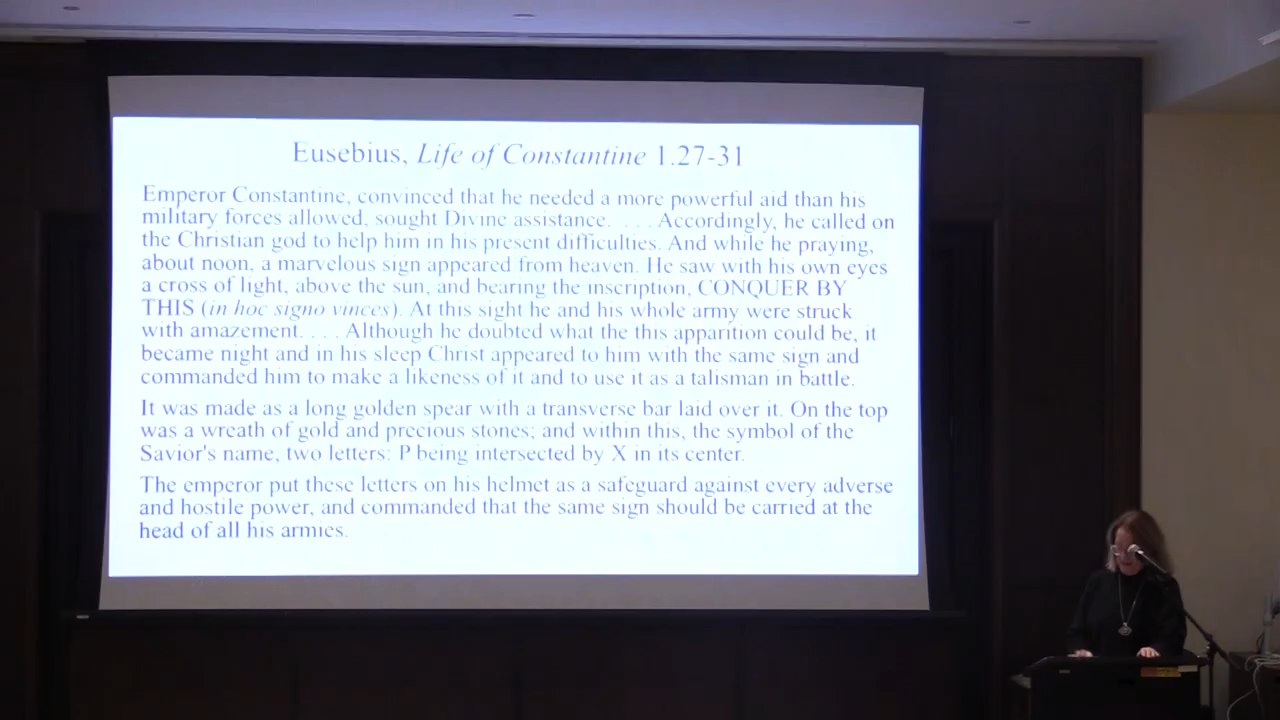 Eusebius, Life of Constantine 1.27-31
Emperor Constantine, convinced that he needed a more powerful aid than his
military forces allowed, sought Divine assistance. . . . Accordingly, he called on
the Christian god to help him in his present difficulties. And while he praying,
about noon, a marvelous sign appeared from heaven. He saw with his own eyes
a cross of light, above the sun, and bearing the inscription, CONQUER BY
THIS (in hoc signo vinces). At this sight he and his whole army were struck
with amazement. . . . Although he doubted what the this apparition could be, it
became night and in his sleep Christ appeared to him with the same sign and
commanded him to make a likeness of it and to use it as a talisman in battle.
It was made as a long golden spear with a transverse bar laid over it. On the top
was a wreath of gold and precious stones; and within this, the symbol of the
Savior's name, two letters: P being intersected by X in its center.
The emperor put these letters on his helmet as a safeguard against every adverse
and hostile power, and commanded that the same sign should be carried at the
head of all his armies.